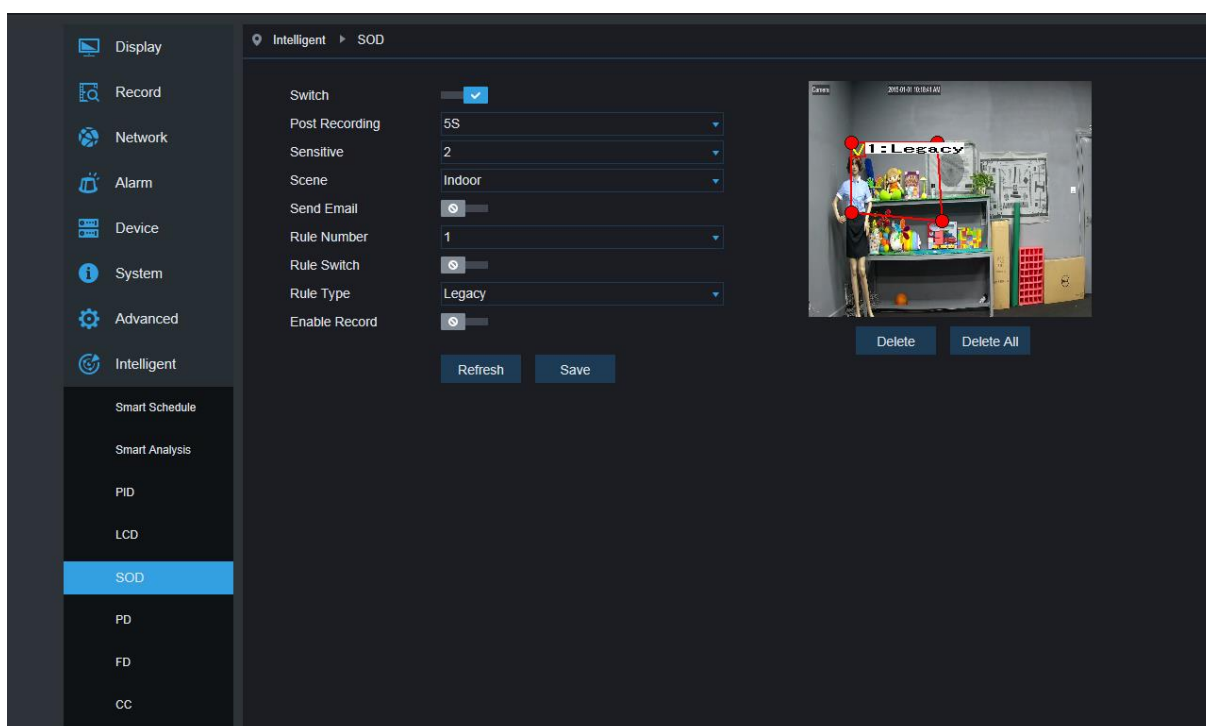 Intelligent SOD
Display
Record
Network
Alarm
Device
System
Advanced
Intelligent
Smart Schedule
Smart Analysis
PID
LCD
SOD
PD
FD
CC
Switch
Post Recording 5S
Sensitive 2
Scene Indoor
Send Email
Rule Number 1
Rule Switch
Rule Type Legacy
Enable Record
Refresh Save
Camera
1:Legacy
Delete Delete All